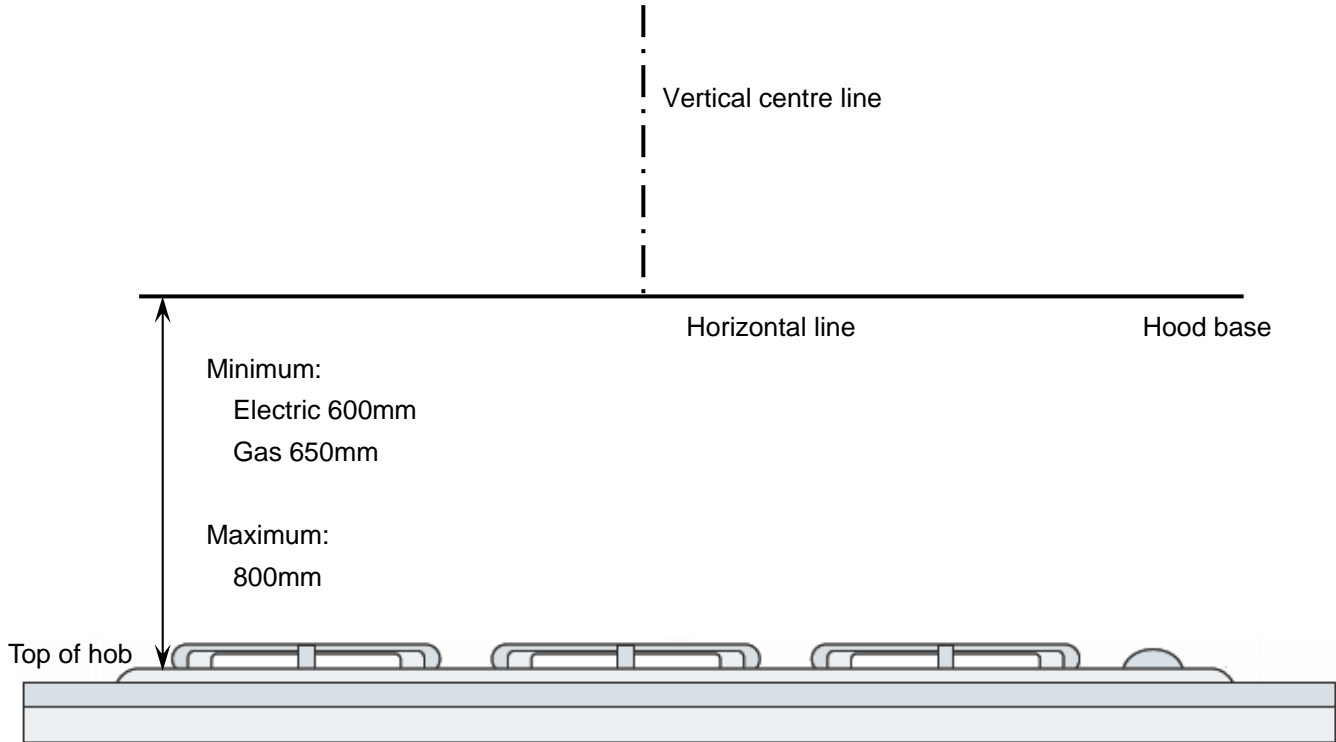 Vertical centre line
Horizontal line
Hood base
Minimum:
Electric 600mm
Gas 650mm
Maximum:
800mm
Top of hob